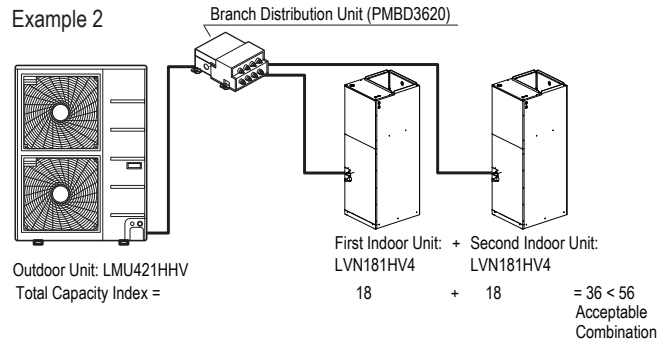 Example 2
Branch Distribution Unit (PMBD3620)
First Indoor Unit: + Second Indoor Unit:
LVN181HV4 LVN181HV4
Outdoor Unit: LMU421HHV
Total Capacity Index = 18 + 18 = 36 < 56
Acceptable
Combination